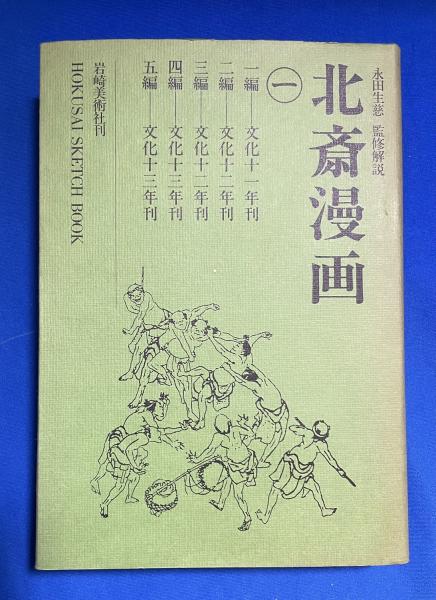 永田生慈 監修解説
北斎漫画
一
一編──文化十一年刊
二編──文化十二年刊
三編──文化十二年刊
四編──文化十三年刊
五編──文化十三年刊
岩崎美術社刊
HOKUSAI SKETCH BOOK